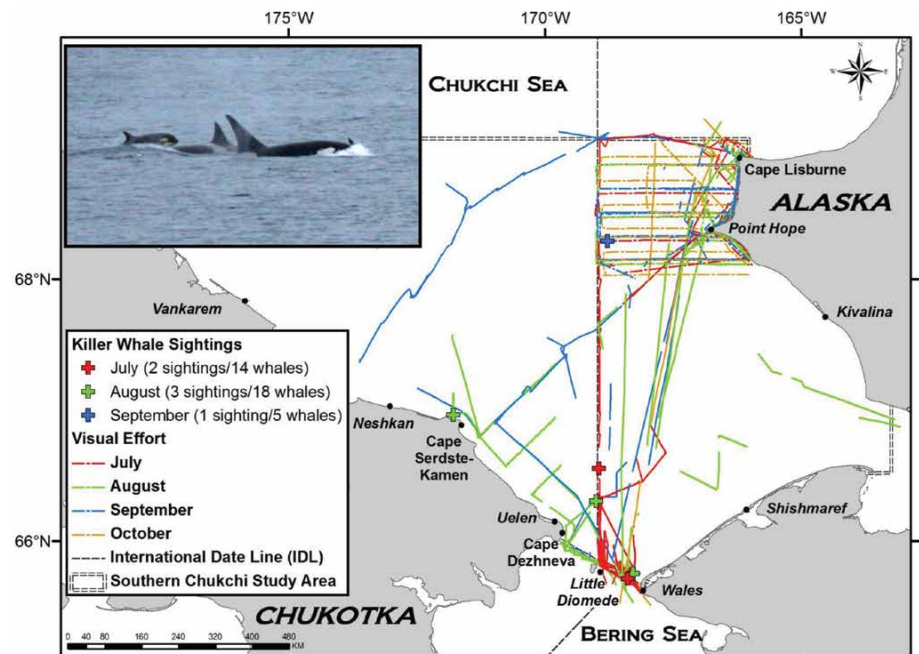 175°W
170°W
165°W
CHUKCHI SEA
N
W
E
S
Cape Lisburne
ALASKA
Point Hope
68°N
68°N
Vankarem
Kivalina
Killer Whale Sightings
July (2 sightings/14 whales)
August (3 sightings/18 whales)
September (1 sighting/5 whales)
Visual Effort
July
August
September
October
International Date Line (IDL)
Southern Chukchi Study Area
Neshkan
Cape
Serdste-
Kamen
Shishmaref
Uelen
66°N
66°N
Cape
Dezhneva
Little
Diomede
Wales
CHUKOTKA
BERING SEA
0 40 80 160 240 320 400 480
KM